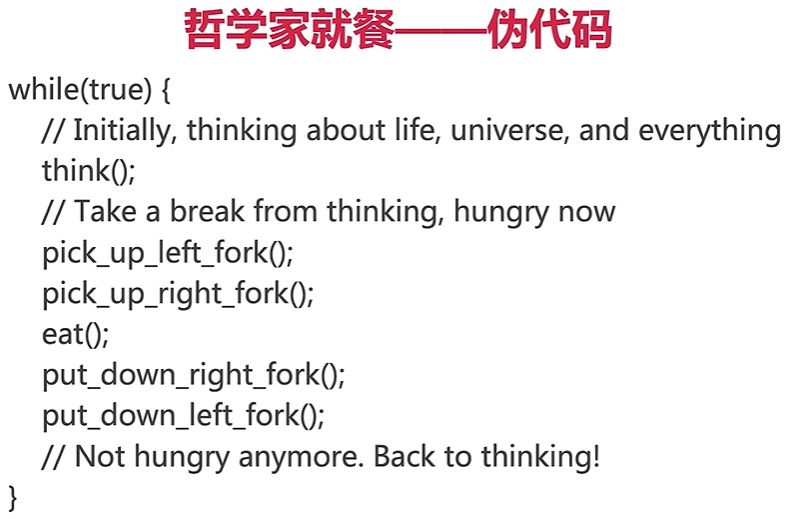 哲学家就餐——伪代码
while(true) {
// Initially, thinking about life, universe, and everything
think();
// Take a break from thinking, hungry now
pick_up_left_fork();
pick_up_right_fork();
eat();
put_down_right_fork();
put_down_left_fork();
// Not hungry anymore. Back to thinking!
}